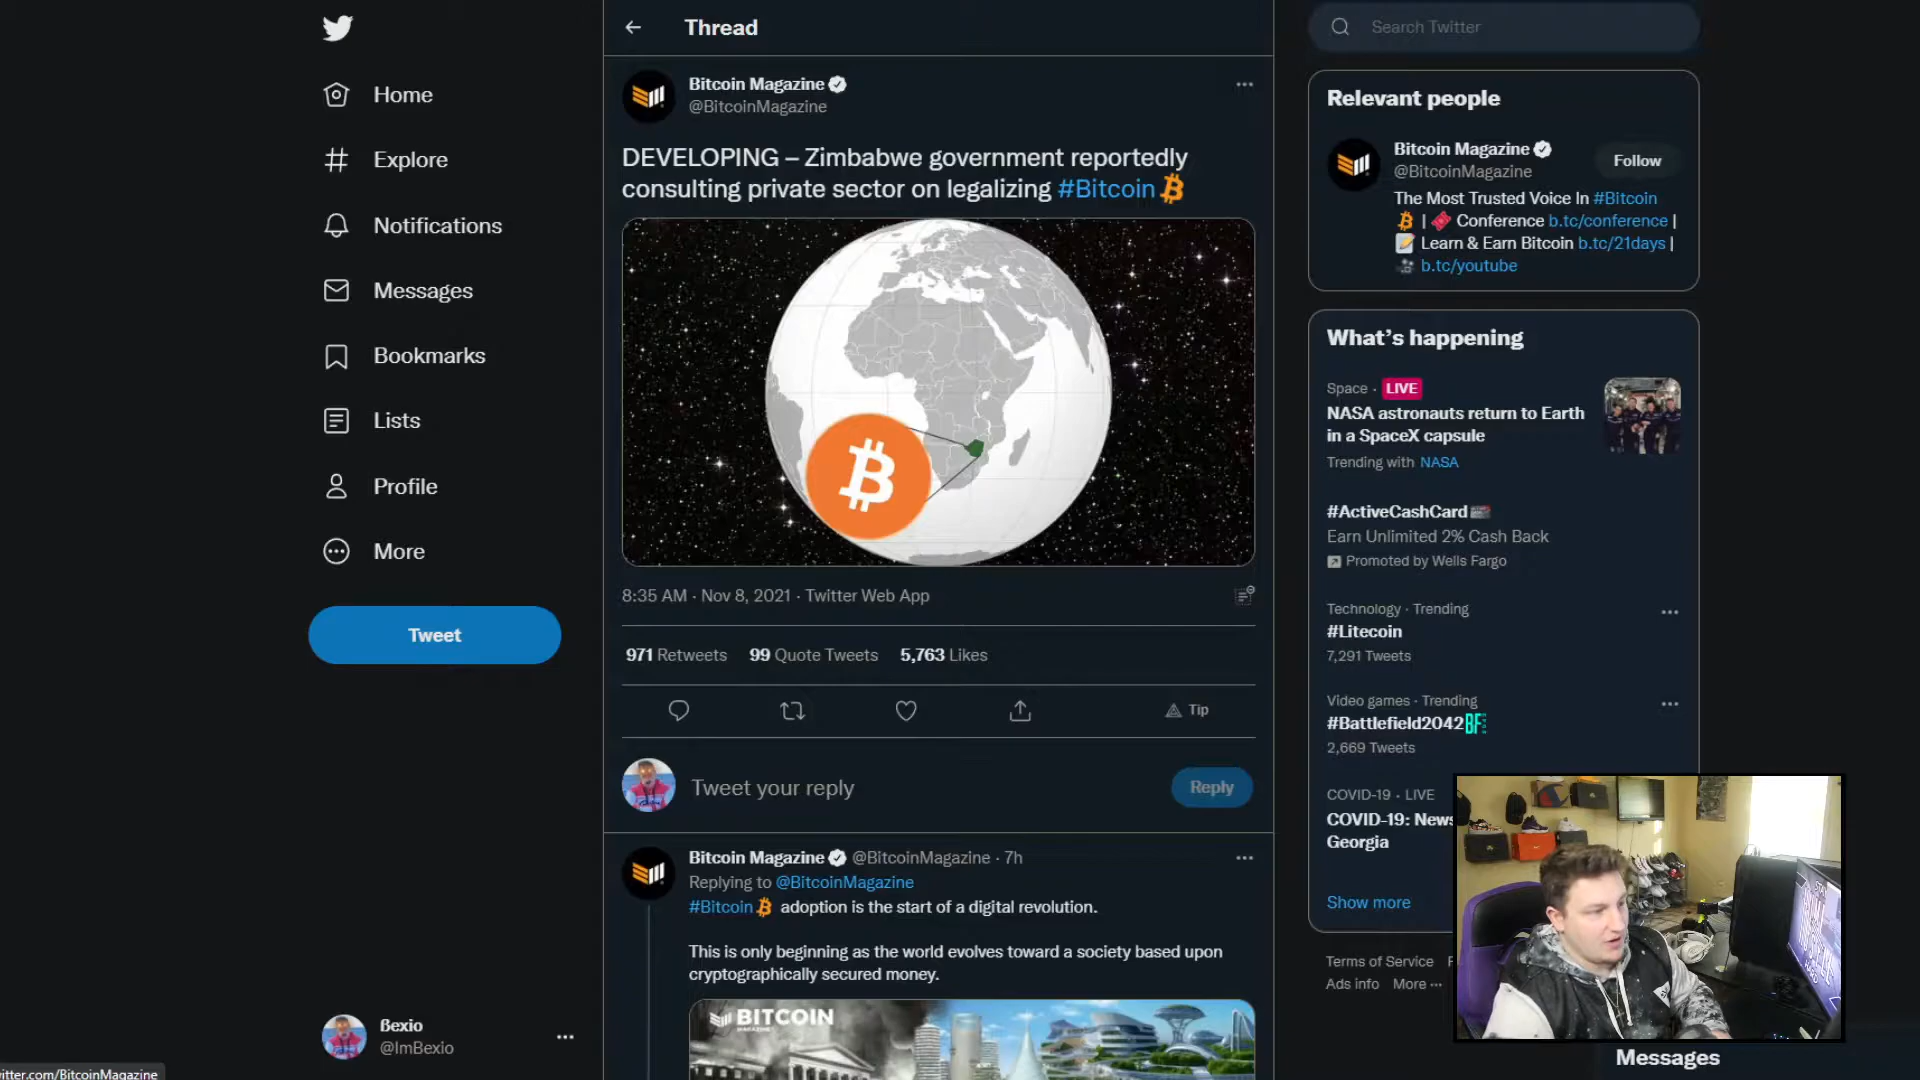 Home
Explore
Notifications
Messages
Bookmarks
Lists
Profile
More
Tweet
Bexio
@ImBexio
itter.com/BitcoinMagazine
Thread
Bitcoin Magazine
@BitcoinMagazine
DEVELOPING – Zimbabwe government reportedly
consulting private sector on legalizing #Bitcoin
8:35 AM · Nov 8, 2021 · Twitter Web App
971 Retweets 99 Quote Tweets 5,763 Likes
Tip
Tweet your reply
Reply
Bitcoin Magazine @BitcoinMagazine · 7h
Replying to @BitcoinMagazine
#Bitcoin adoption is the start of a digital revolution.
This is only beginning as the world evolves toward a society based upon
cryptographically secured money.
BITCOIN
MAGAZINE
Search Twitter
Relevant people
Bitcoin Magazine
@BitcoinMagazine
Follow
The Most Trusted Voice In #Bitcoin
| Conference b.tc/conference |
Learn & Earn Bitcoin b.tc/21days |
b.tc/youtube
What's happening
Space · LIVE
NASA astronauts return to Earth
in a SpaceX capsule
Trending with NASA
#ActiveCashCard
Earn Unlimited 2% Cash Back
Promoted by Wells Fargo
Technology · Trending
#Litecoin
7,291 Tweets
Video games · Trending
#Battlefield2042
2,669 Tweets
COVID-19 · LIVE
COVID-19: News
Georgia
Show more
Terms of Service
Ads info More
Messages